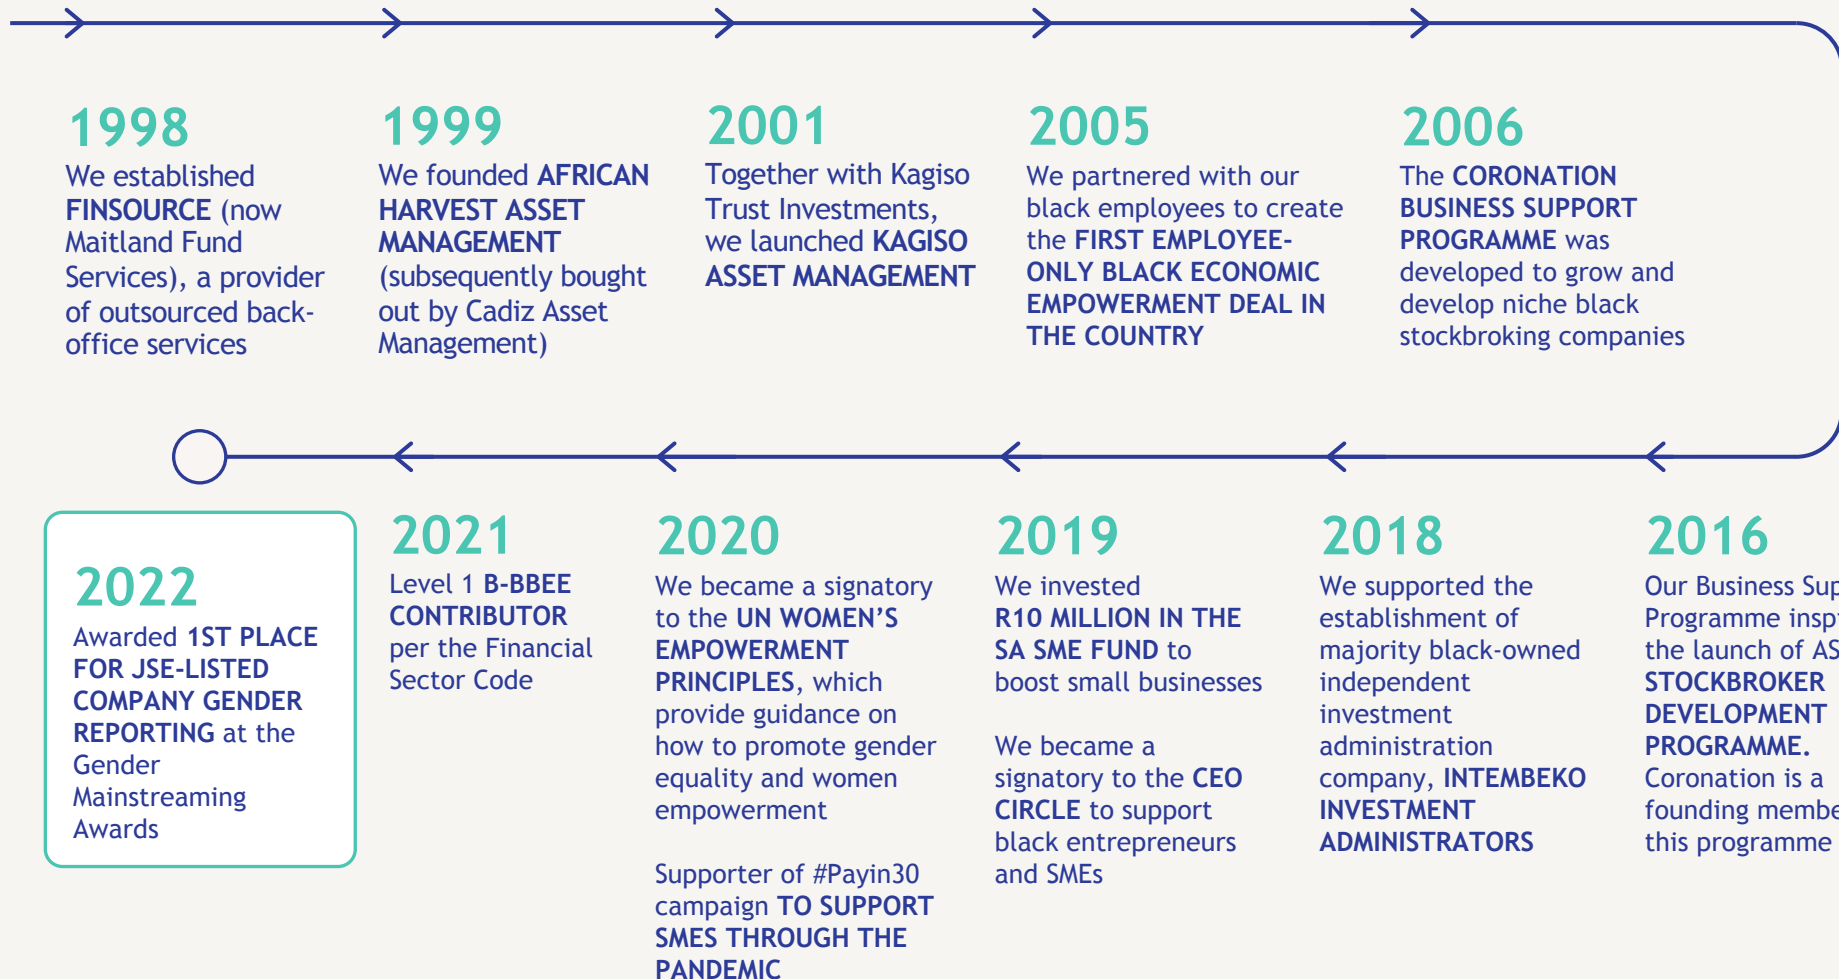 1998
We established
FINSOURCE (now
Maitland Fund
Services), a provider
of outsourced back-
office services
1999
We founded AFRICAN
HARVEST ASSET
MANAGEMENT
(subsequently bought
out by Cadiz Asset
Management)
2001
Together with Kagiso
Trust Investments,
we launched KAGISO
ASSET MANAGEMENT
2005
We partnered with our
black employees to create
the FIRST EMPLOYEE-
ONLY BLACK ECONOMIC
EMPOWERMENT DEAL IN
THE COUNTRY
2006
The CORONATION
BUSINESS SUPPORT
PROGRAMME was
developed to grow and
develop niche black
stockbroking companies
2022
Awarded 1ST PLACE
FOR JSE-LISTED
COMPANY GENDER
REPORTING at the
Gender
Mainstreaming
Awards
2021
Level 1 B-BBEE
CONTRIBUTOR
per the Financial
Sector Code
2020
We became a signatory
to the UN WOMEN’S
EMPOWERMENT
PRINCIPLES, which
provide guidance on
how to promote gender
equality and women
empowerment
Supporter of #Payin30
campaign TO SUPPORT
SMES THROUGH THE
PANDEMIC
2019
We invested
R10 MILLION IN THE
SA SME FUND to
boost small businesses
We became a
signatory to the CEO
CIRCLE to support
black entrepreneurs
and SMEs
2018
We supported the
establishment of
majority black-owned
independent
investment
administration
company, INTEMBEKO
INVESTMENT
ADMINISTRATORS
2016
Our Business
Programme
the launch of
STOCKBROKER
DEVELOPMENT
PROGRAMME.
Coronation is a
founding
this programme